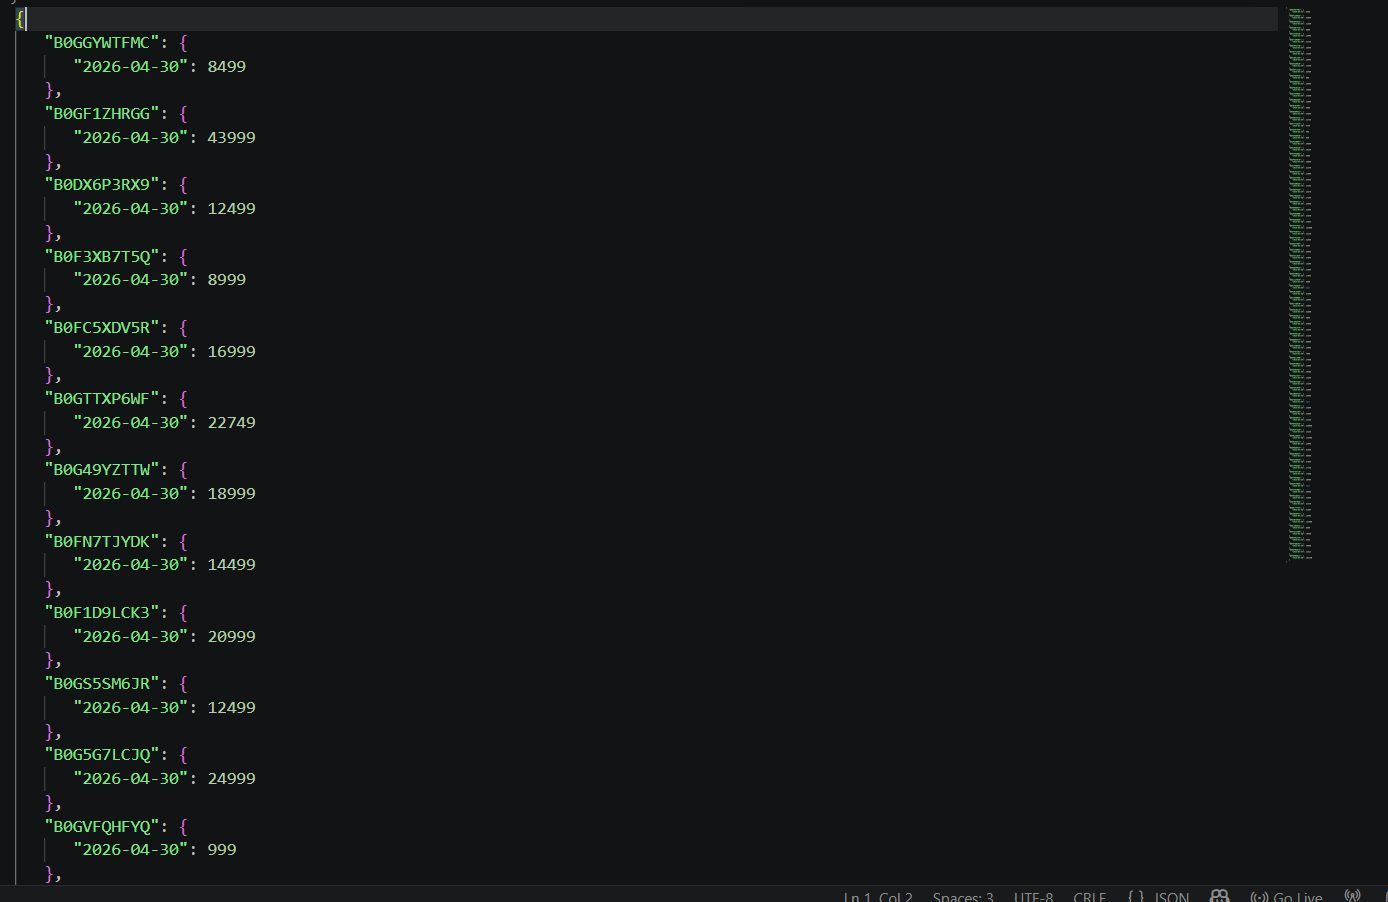 {
"B0GGYWTFMC": {
"2026-04-30": 8499
},
"B0GF1ZHRGG": {
"2026-04-30": 43999
},
"B0DX6P3RX9": {
"2026-04-30": 12499
},
"B0F3XB7T5Q": {
"2026-04-30": 8999
},
"B0FC5XDV5R": {
"2026-04-30": 16999
},
"B0GTTXP6WF": {
"2026-04-30": 22749
},
"B0G49YZTTW": {
"2026-04-30": 18999
},
"B0FN7TJYDK": {
"2026-04-30": 14499
},
"B0F1D9LCK3": {
"2026-04-30": 20999
},
"B0GS5SM6JR": {
"2026-04-30": 12499
},
"B0G5G7LCJQ": {
"2026-04-30": 24999
},
"B0GVFQHFYQ": {
"2026-04-30": 999
},
Ln 1, Col 2 Spaces: 3 UTF-8 CRLF { } JSON Go Live